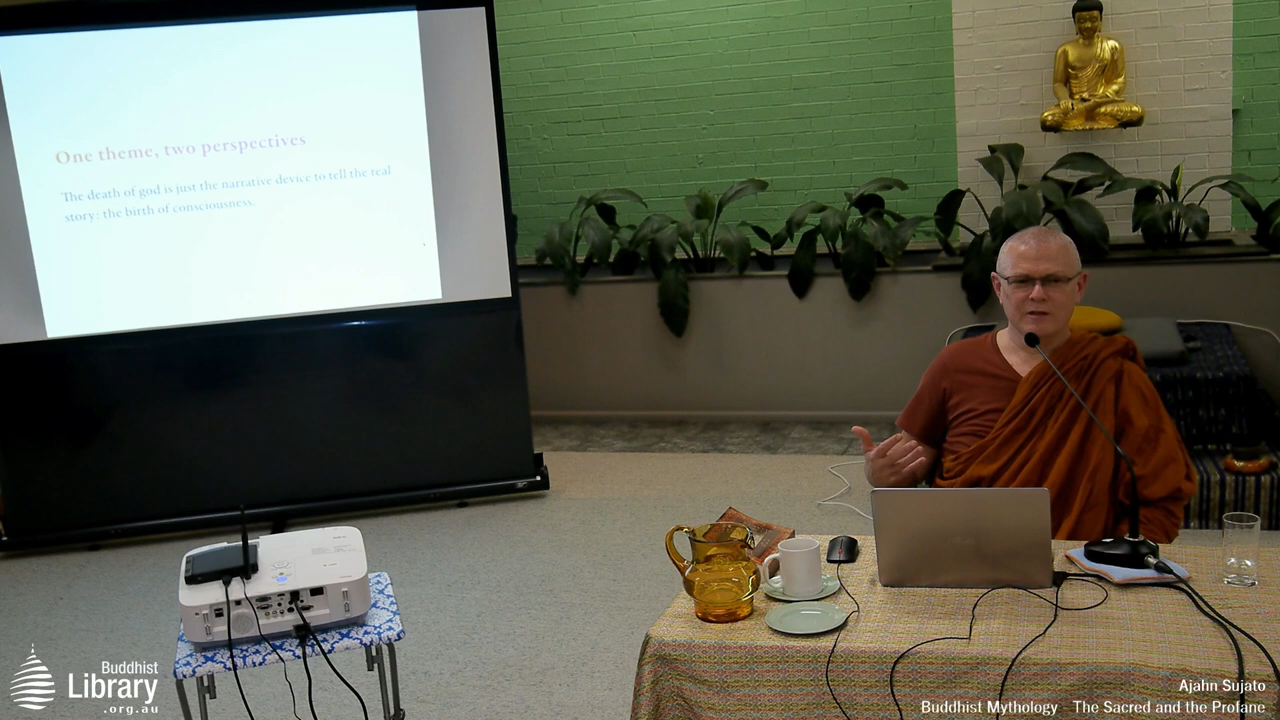 One theme, two perspectives
The death of god is just the narrative device to tell the real
story: the birth of consciousness.
Buddhist
Library
.org.au
Ajahn Sujato
Buddhist Mythology The Sacred and the Profane